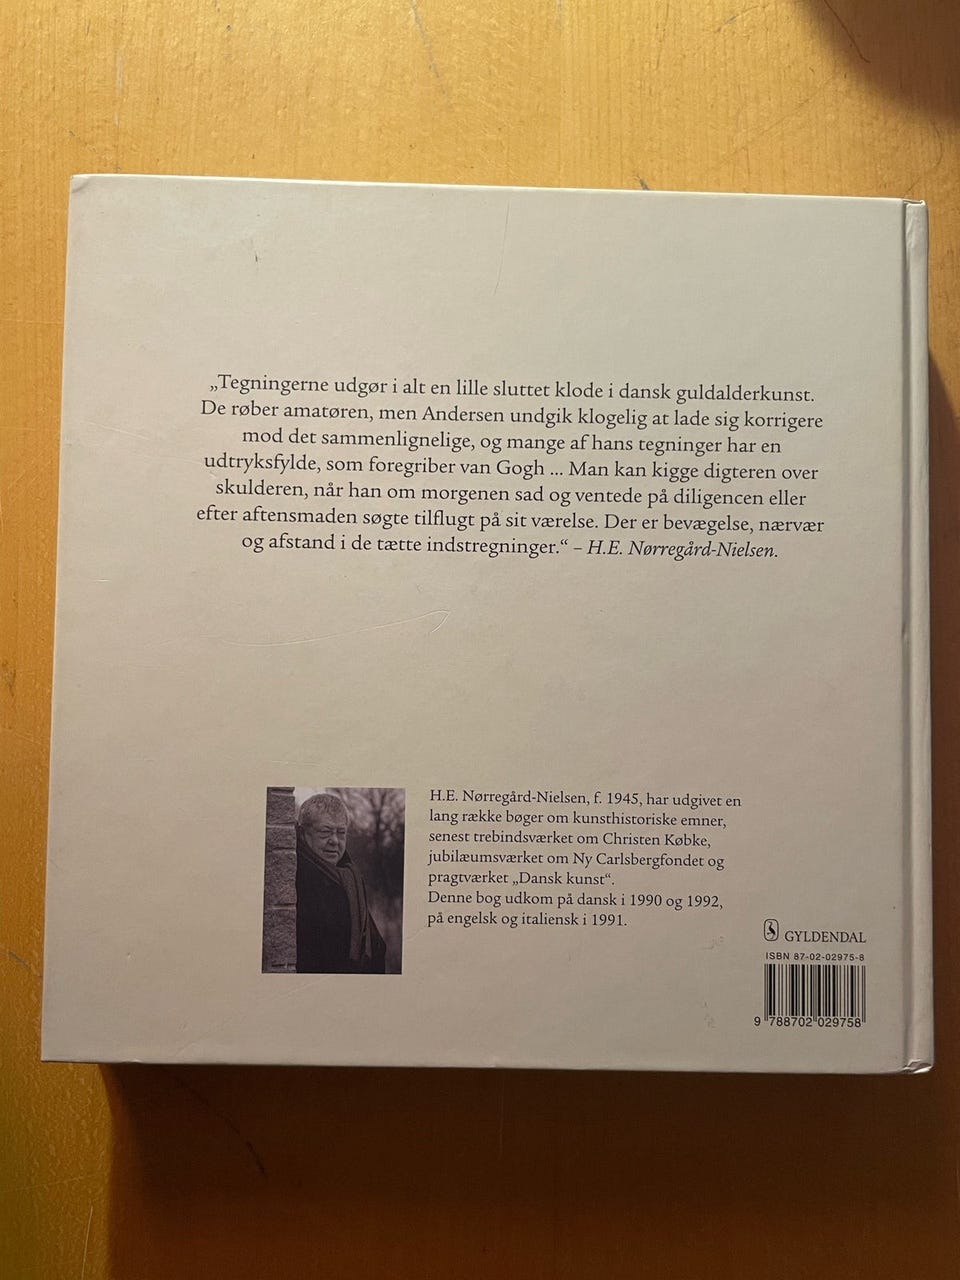 „Tegningerne udgør i alt en lille sluttet klode i dansk guldalderkunst.
De røber amatøren, men Andersen undgik klogelig at lade sig korrigere
mod det sammenlignelige, og mange af hans tegninger har en
udtryksfylde, som foregriber van Gogh ... Man kan kigge digteren over
skulderen, når han om morgenen sad og ventede på diligencen eller
efter aftensmaden søgte tilflugt på sit værelse. Der er bevægelse, nærvær
og afstand i de tætte indstregninger.“ – H.E. Nørregård-Nielsen.
H.E. Nørregård-Nielsen, f. 1945, har udgivet en
lang række bøger om kunsthistoriske emner,
senest trebindsværket om Christen Købke,
jubilæumsværket om Ny Carlsbergfondet og
pragtværket „Dansk kunst“.
Denne bog udkom på dansk i 1990 og 1992,
på engelsk og italiensk i 1991.
GYLDENDAL
ISBN 87-02-02975-8
9 788702 029758